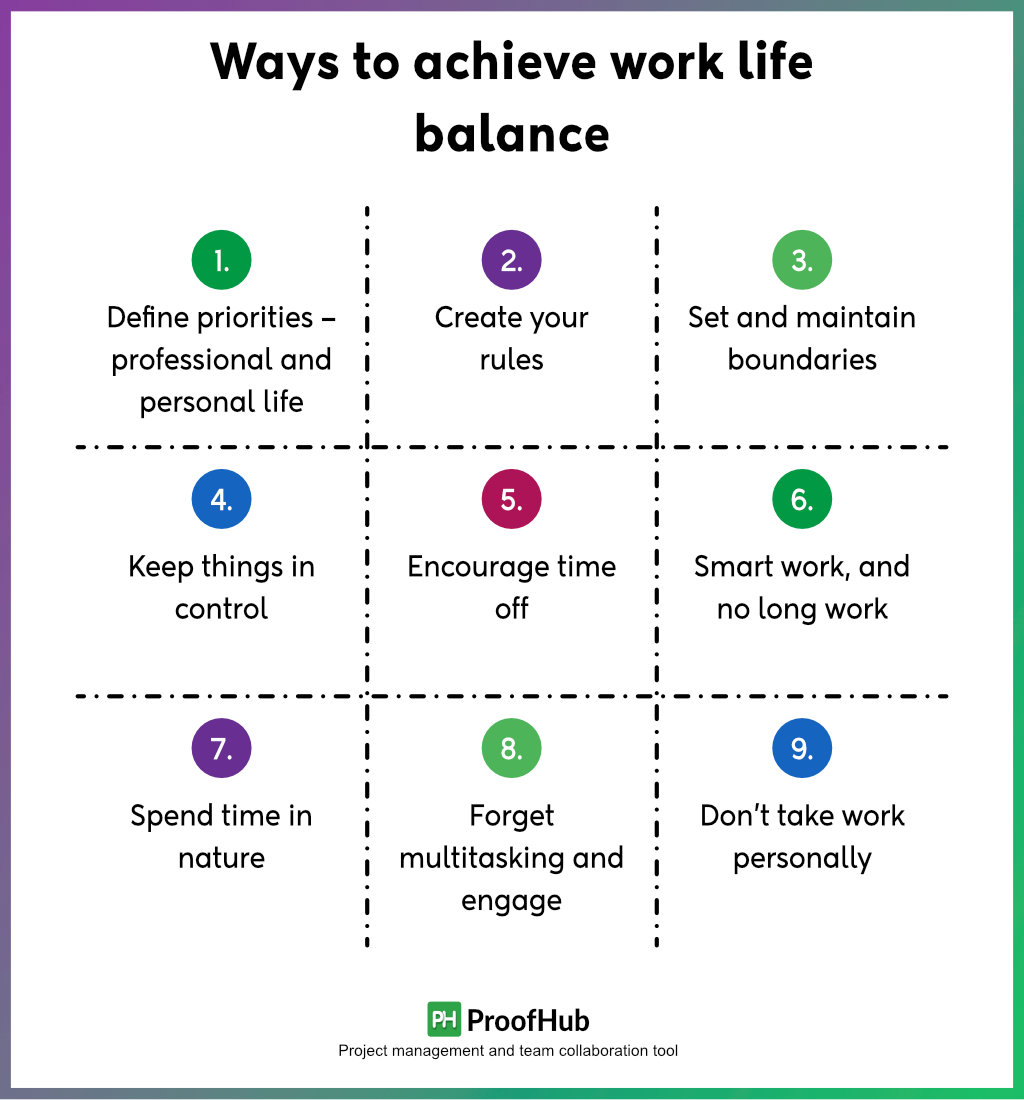 Ways to achieve work life
balance
1.
Define priorities –
professional and
personal life
2.
Create your
rules
3.
Set and maintain
boundaries
4.
Keep things in
control
5.
Encourage time
off
6.
Smart work, and
no long work
7.
Spend time in
nature
8.
Forget
multitasking and
engage
9.
Don't take work
personally
PH ProofHub
Project management and team collaboration tool